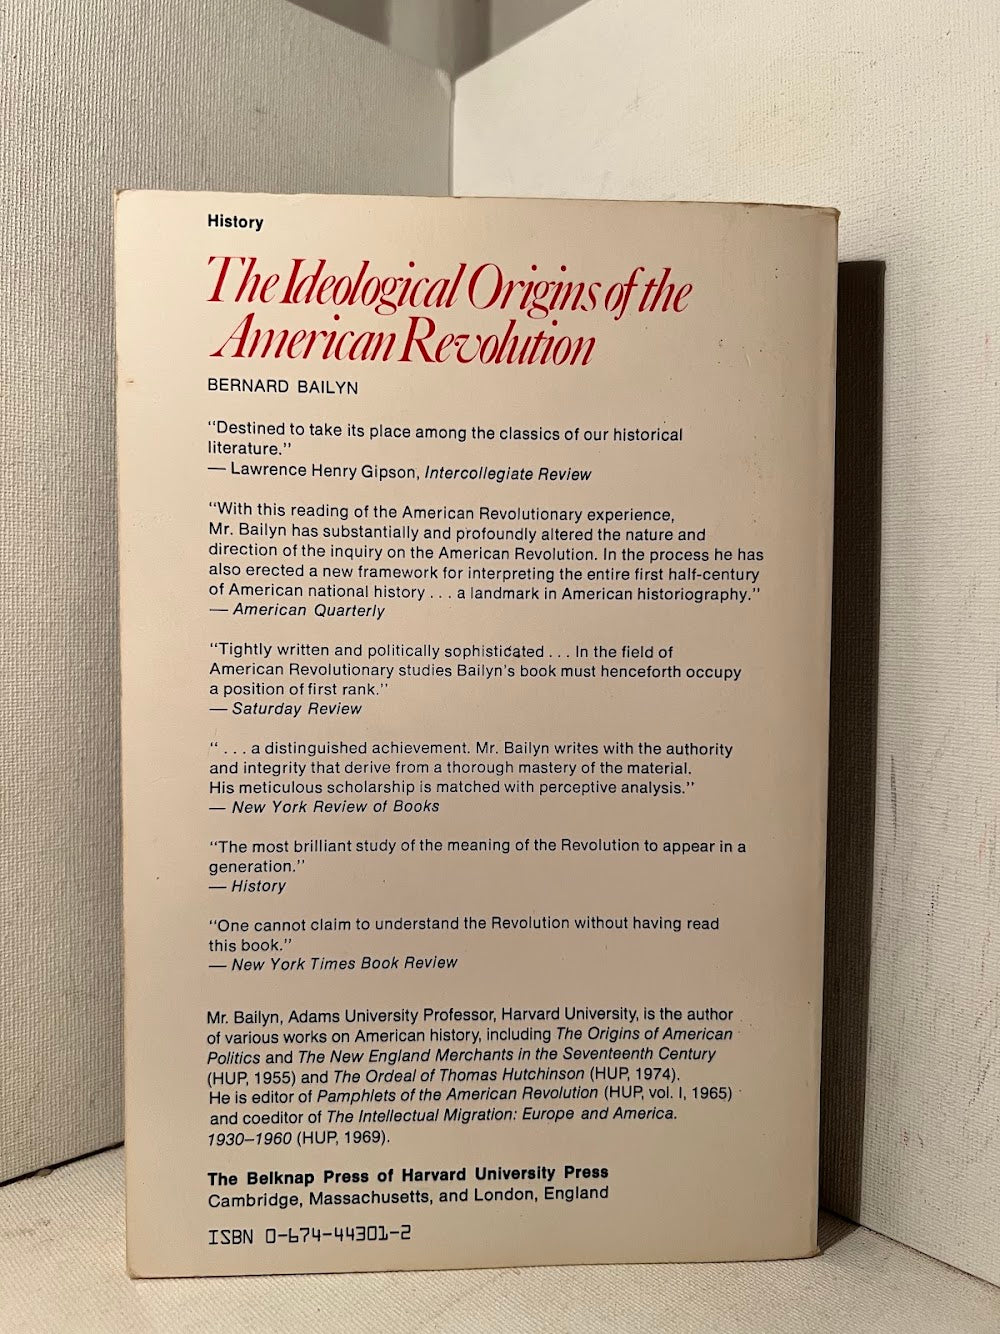 History
The Ideological Origins of the
American Revolution
BERNARD BAILYN
“Destined to take its place among the classics of our historical
literature.”
— Lawrence Henry Gipson, Intercollegiate Review
“With this reading of the American Revolutionary experience,
Mr. Bailyn has substantially and profoundly altered the nature and
direction of the inquiry on the American Revolution. In the process he has
also erected a new framework for interpreting the entire first half-century
of American national history . . . a landmark in American historiography.”
— American Quarterly
“Tightly written and politically sophisticated . . . In the field of
American Revolutionary studies Bailyn’s book must henceforth occupy
a position of first rank.”
— Saturday Review
“ . . . a distinguished achievement. Mr. Bailyn writes with the authority
and integrity that derive from a thorough mastery of the material.
His meticulous scholarship is matched with perceptive analysis.”
— New York Review of Books
“The most brilliant study of the meaning of the Revolution to appear in a
generation.”
— History
“One cannot claim to understand the Revolution without having read
this book.”
— New York Times Book Review
Mr. Bailyn, Adams University Professor, Harvard University, is the author
of various works on American history, including The Origins of American
Politics and The New England Merchants in the Seventeenth Century
(HUP, 1955) and The Ordeal of Thomas Hutchinson (HUP, 1974).
He is editor of Pamphlets of the American Revolution (HUP, vol. I, 1965)
and coeditor of The Intellectual Migration: Europe and America.
1930–1960 (HUP, 1969).
The Belknap Press of Harvard University Press
Cambridge, Massachusetts, and London, England
ISBN 0-674-44301-2